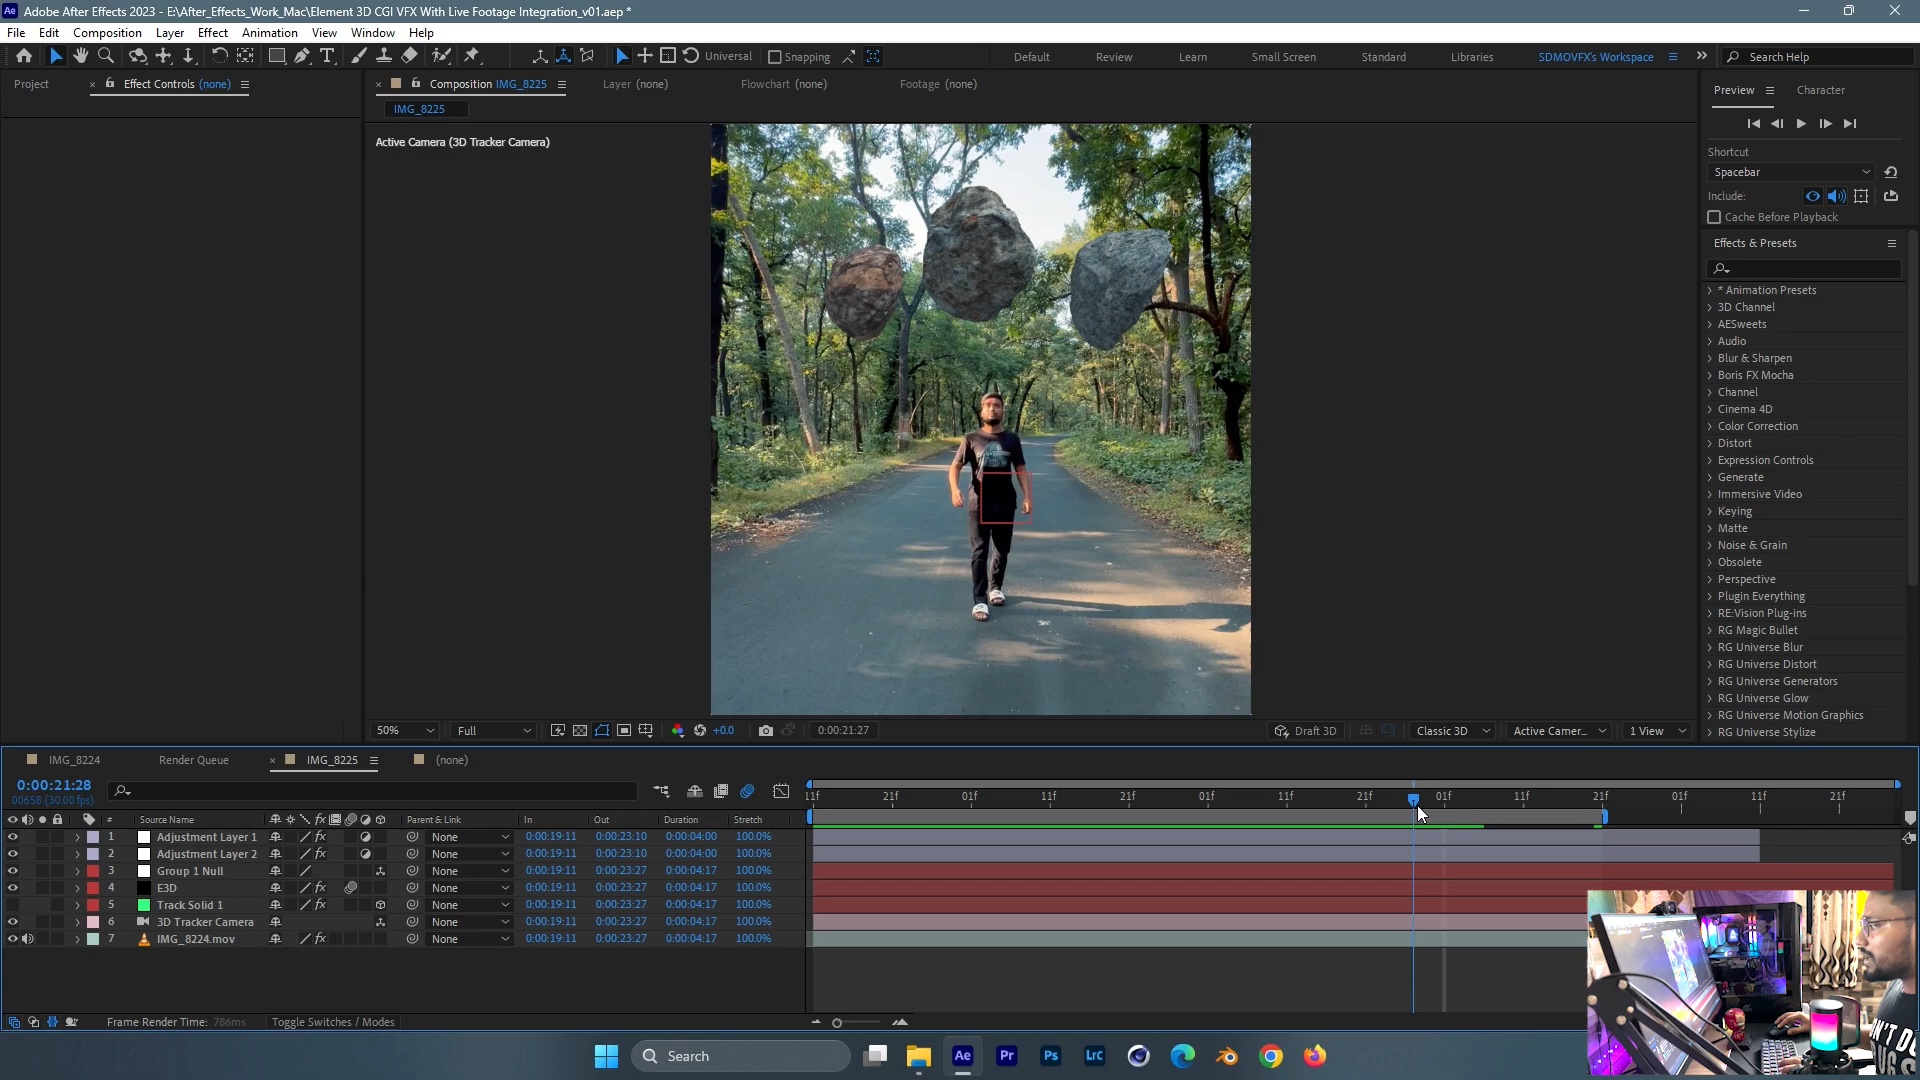 Adobe After Effects 2023 - E:\After_Effects_Work_Mac\Element 3D CGI VFX With Live Footage Integration_v01.aep *
File Edit Composition Layer Effect Animation View Window Help
Universal Snapping Default Review Learn Small Screen Standard Libraries SDMOVFX's Workspace Search Help
Project Effect Controls (none) Composition IMG_8225 Layer (none) Flowchart (none) Footage (none) Preview Character
IMG_8225
Active Camera (3D Tracker Camera)
Shortcut
Spacebar
Include:
Cache Before Playback
Effects & Presets
* Animation Presets
3D Channel
AESweets
Audio
Blur & Sharpen
Boris FX Mocha
Channel
Cinema 4D
Color Correction
Distort
Expression Controls
Generate
Immersive Video
Keying
Matte
Noise & Grain
Obsolete
Perspective
Plugin Everything
RE:Vision Plug-ins
RG Magic Bullet
RG Universe Blur
RG Universe Distort
RG Universe Generators
RG Universe Glow
RG Universe Motion Graphics
RG Universe Stylize
50% Full +0.0 0:00:21:27 Draft 3D Classic 3D Active Camer... 1 View
IMG_8224 Render Queue IMG_8225 (none)
0:00:21:28
00658 (30.00 fps)
11f 21f 01f 11f 21f 01f 11f 21f 01f 11f 21f 01f 11f 21f
# Source Name Parent & Link In Out Duration Stretch
1 Adjustment Layer 1 None 0:00:19:11 0:00:23:10 0:00:04:00 100.0%
2 Adjustment Layer 2 None 0:00:19:11 0:00:23:10 0:00:04:00 100.0%
3 Group 1 Null None 0:00:19:11 0:00:23:27 0:00:04:17 100.0%
4 E3D None 0:00:19:11 0:00:23:27 0:00:04:17 100.0%
5 Track Solid 1 None 0:00:19:11 0:00:23:27 0:00:04:17 100.0%
6 3D Tracker Camera None 0:00:19:11 0:00:23:27 0:00:04:17 100.0%
7 IMG_8224.mov None 0:00:19:11 0:00:23:27 0:00:04:17 100.0%
Frame Render Time: 786ms Toggle Switches / Modes
Search Ae Pr Ps LrC